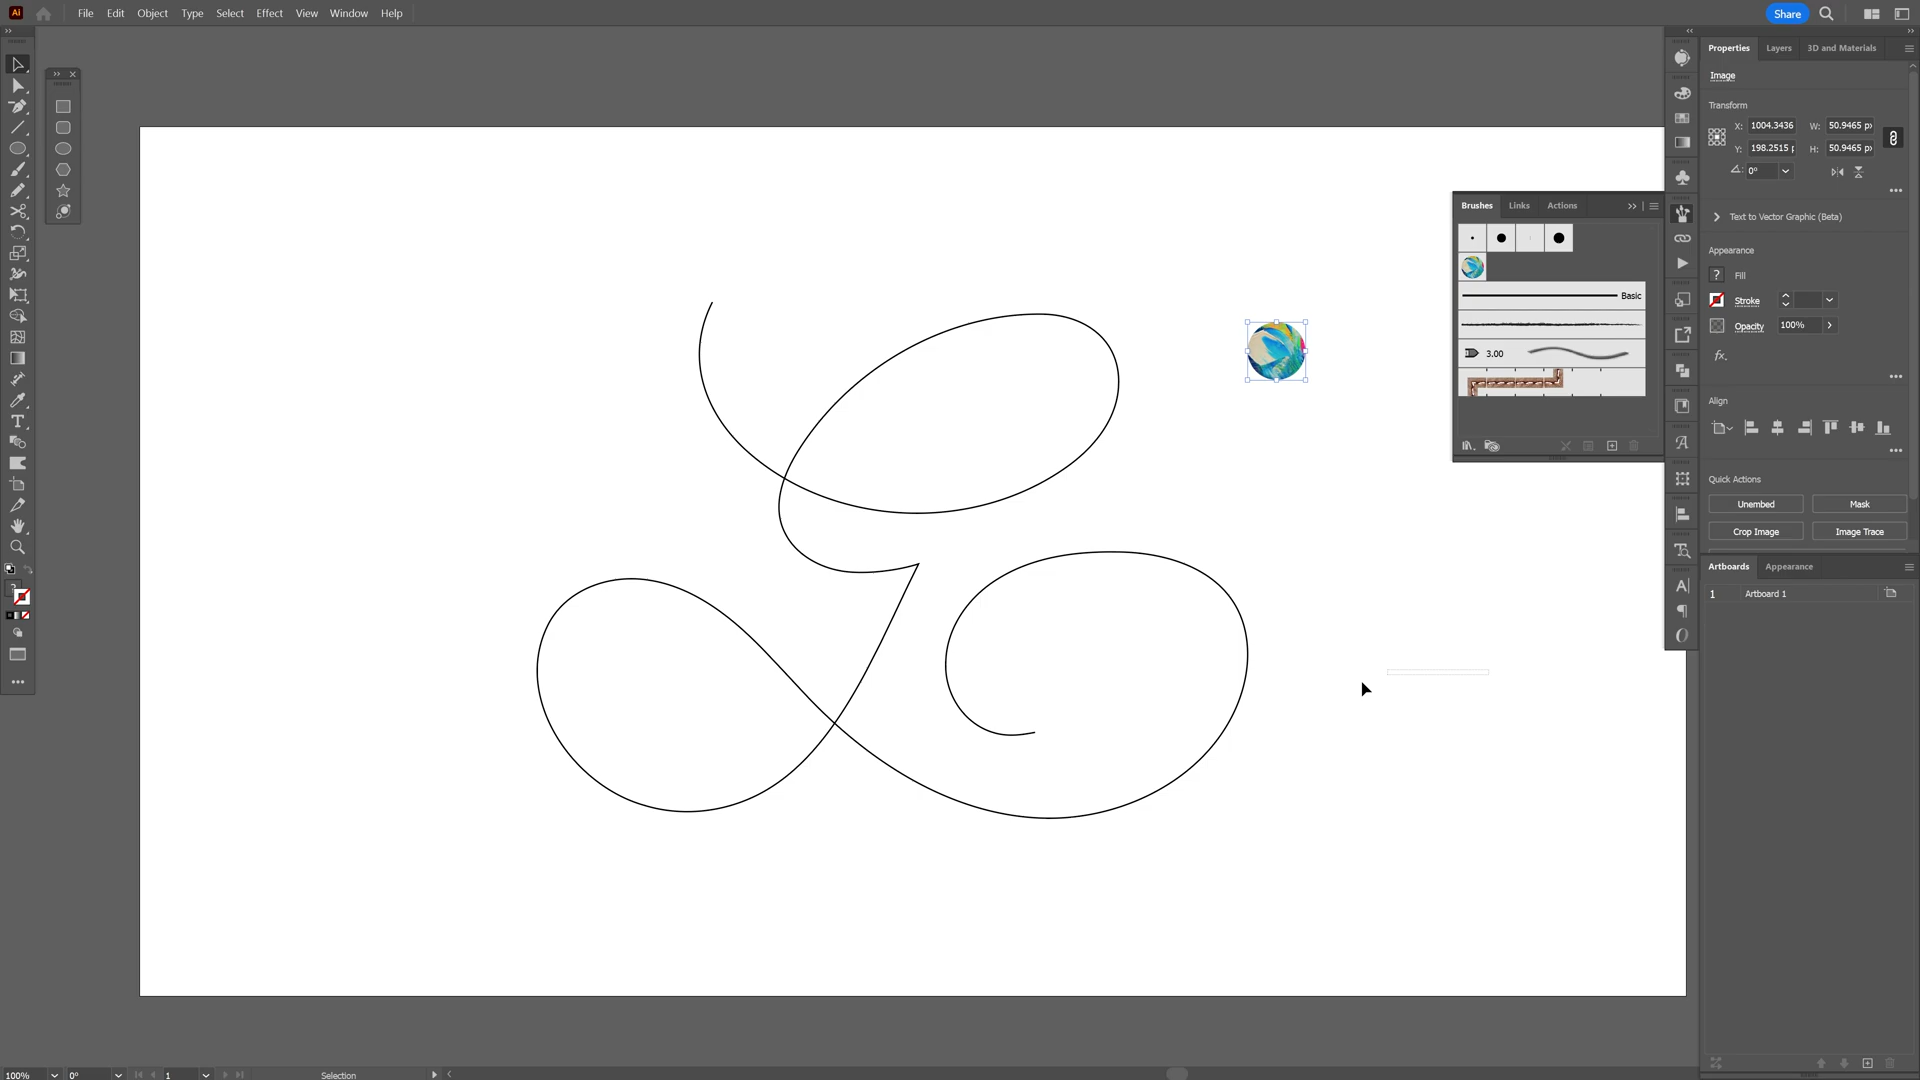 Ai File Edit Object Type Select Effect View Window Help Share
Properties Layers 3D and Materials
Image
Transform
X: 1004.3436 W: 50.9465 px
Y: 198.2515 p H: 50.9465 px
0°
Text to Vector Graphic (Beta)
Appearance
? Fill
Stroke
Opacity 100%
fx.
Align
Quick Actions
Unembed Mask
Crop Image Image Trace
Artboards Appearance
1 Artboard 1
Brushes Links Actions
Basic
3.00
100% 0° 1 Selection